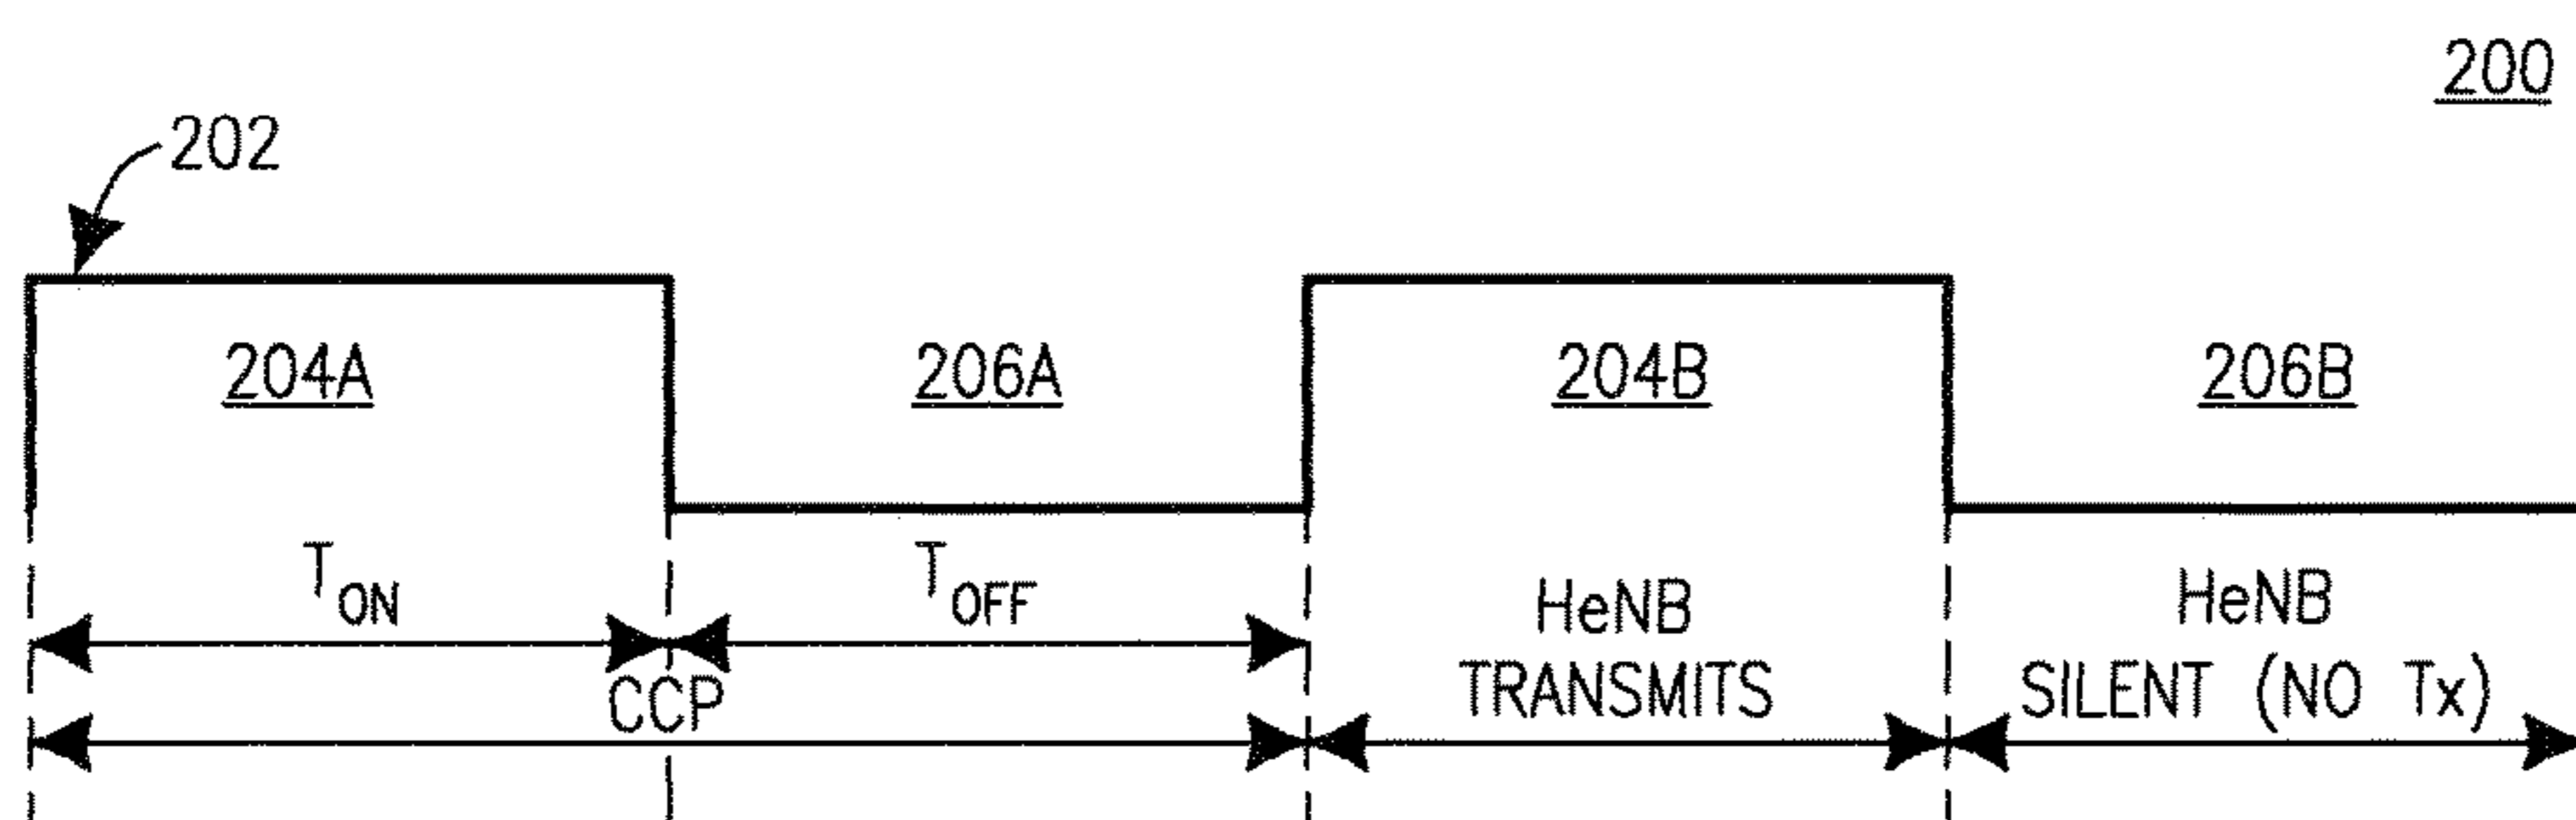 200
202
204A
206A
204B
206B
TON
TOFF
HeNB
TRANSMITS
HeNB
SILENT (NO Tx)
CCP